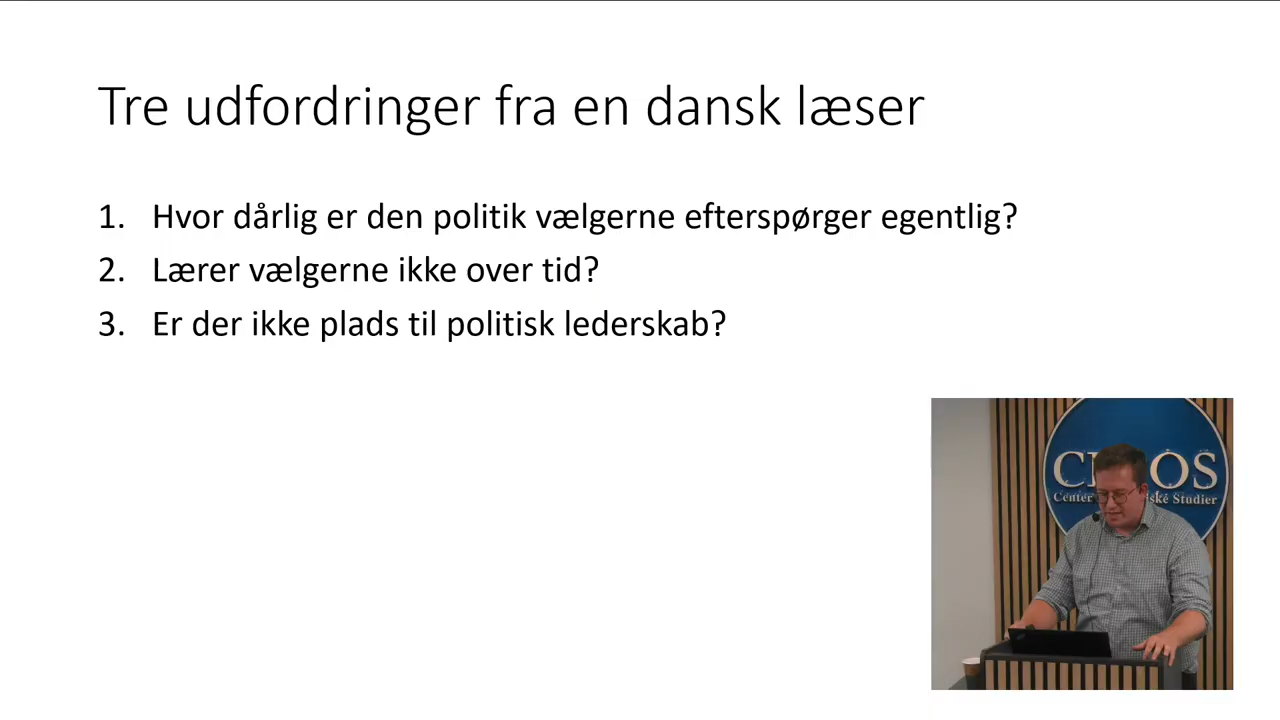 Tre udfordringer fra en dansk læser
1. Hvor dårlig er den politik vælgerne efterspørger egentlig?
2. Lærer vælgerne ikke over tid?
3. Er der ikke plads til politisk lederskab?
Studier